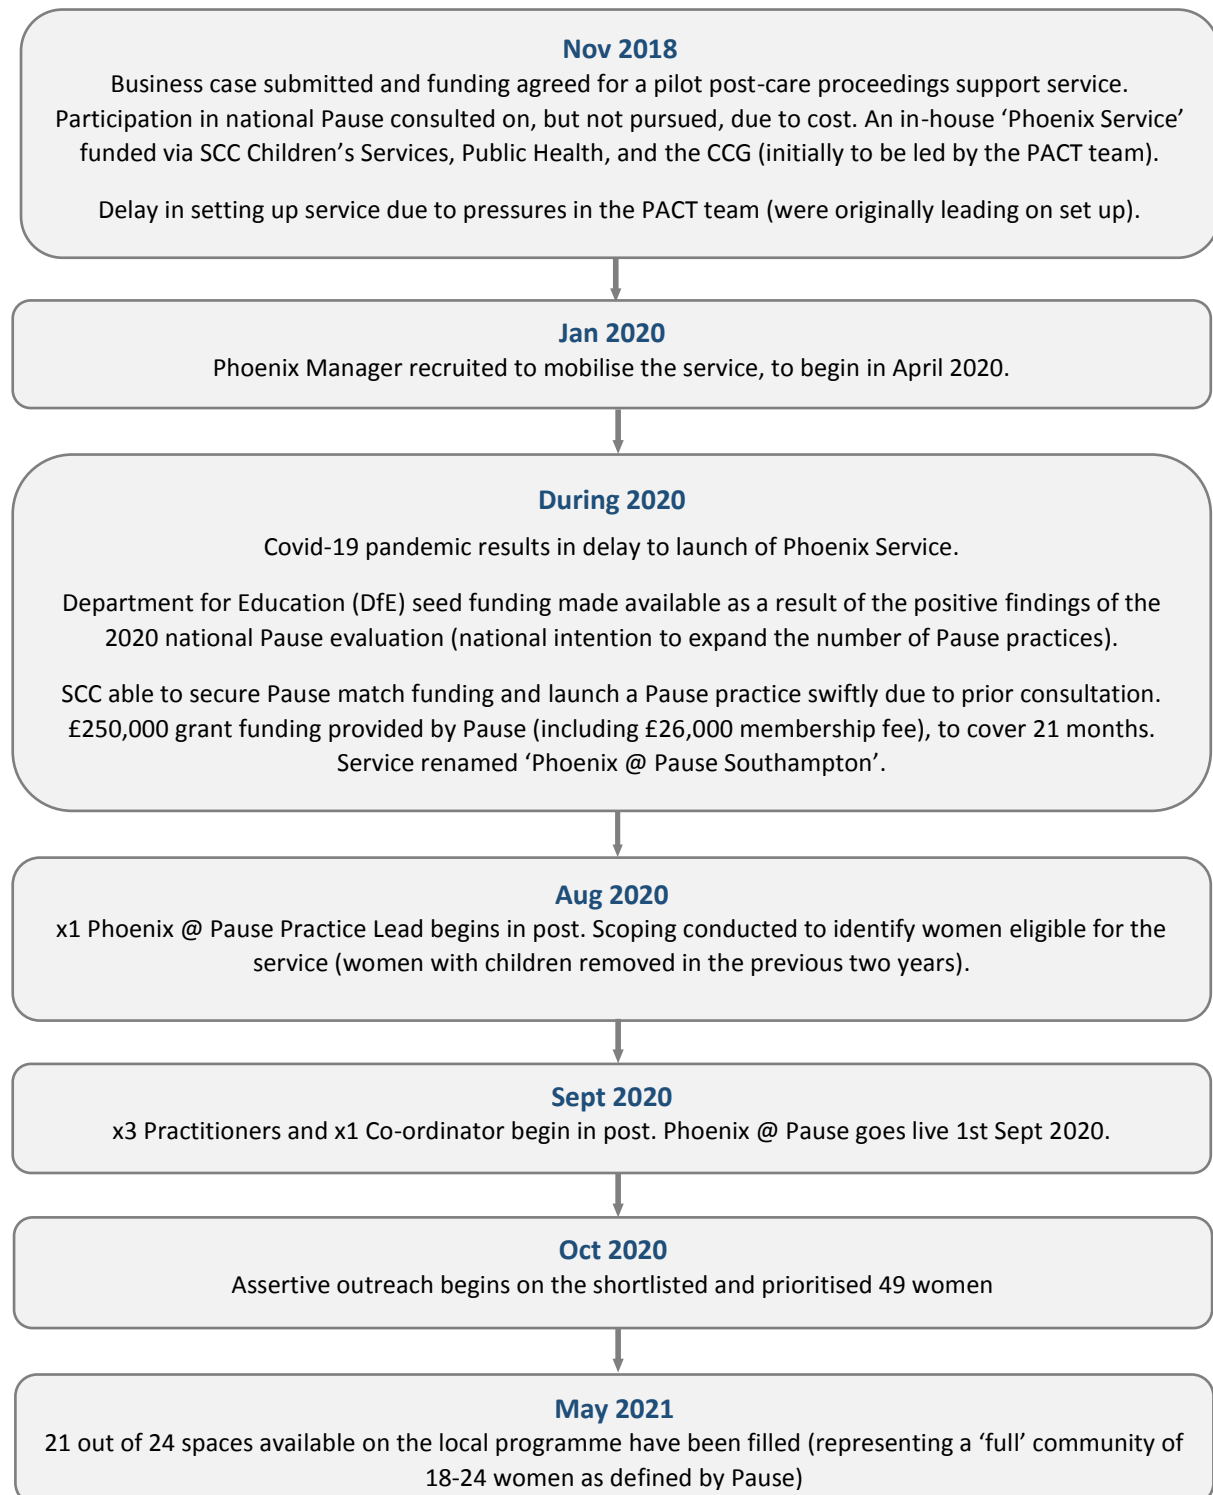 Nov 2018
Business case submitted and funding agreed for a pilot post-care proceedings support service.
Participation in national Pause consulted on, but not pursued, due to cost. An in-house ‘Phoenix Service’
funded via SCC Children’s Services, Public Health, and the CCG (initially to be led by the PACT team).
Delay in setting up service due to pressures in the PACT team (were originally leading on set up).
Jan 2020
Phoenix Manager recruited to mobilise the service, to begin in April 2020.
During 2020
Covid-19 pandemic results in delay to launch of Phoenix Service.
Department for Education (DfE) seed funding made available as a result of the positive findings of the
2020 national Pause evaluation (national intention to expand the number of Pause practices).
SCC able to secure Pause match funding and launch a Pause practice swiftly due to prior consultation.
£250,000 grant funding provided by Pause (including £26,000 membership fee), to cover 21 months.
Service renamed ‘Phoenix @ Pause Southampton’.
Aug 2020
x1 Phoenix @ Pause Practice Lead begins in post. Scoping conducted to identify women eligible for the
service (women with children removed in the previous two years).
Sept 2020
x3 Practitioners and x1 Co-ordinator begin in post. Phoenix @ Pause goes live 1st Sept 2020.
Oct 2020
Assertive outreach begins on the shortlisted and prioritised 49 women
May 2021
21 out of 24 spaces available on the local programme have been filled (representing a ‘full’ community of
18-24 women as defined by Pause)